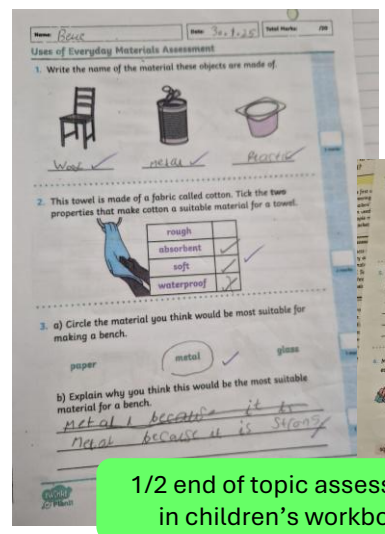 Name: Date: 30.1.25 Total Marks: /20
Uses of Everyday Materials Assessment
1. Write the name of the material these objects are made of.
metal Plastic
2. This towel is made of a fabric called cotton. Tick the two
properties that make cotton a suitable material for a towel.
rough
absorbent
soft
waterproof
3. a) Circle the material you think would be most suitable for
making a bench.
paper metal glass
b) Explain why you think this would be the most suitable
material for a bench.
metal because it is
metal because it is strong
1/2 end of topic assess
in children's workbo